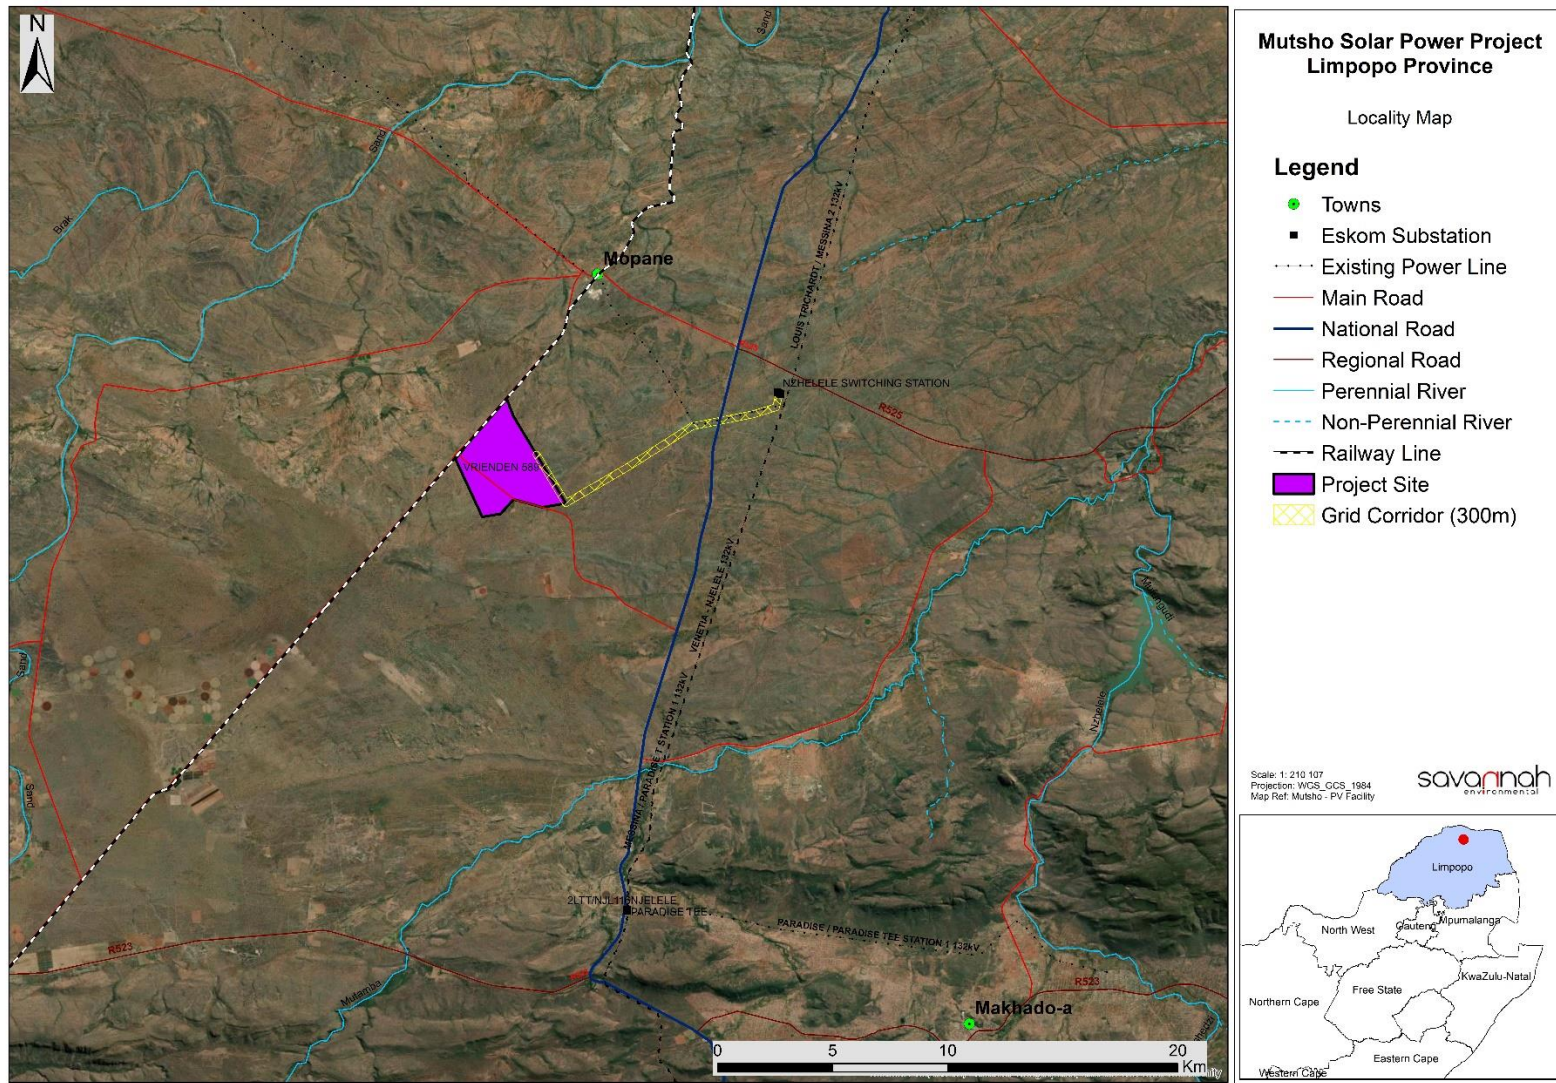 N
Sand
Sand
Brak
Mopane
LOUIS TRICHARDT / MESSINA 2 132kV
NZHELELE SWITCHING STATION
R525
VRIENDEN 589
VENETIA - NJELELE 132kV
Sand
Nzhelele
MESSINA / PARADISE T STATION 1 132kV
Sand
PARADISE TEE
PARADISE / PARADISE TEE STATION 1 132kV
R523
Mutamba
R523
Makhado-a
0 5 10 20
Km
Mutsho Solar Power Project
Limpopo Province
Locality Map
Legend
Towns
Eskom Substation
Existing Power Line
Main Road
National Road
Regional Road
Perennial River
Non-Perennial River
Railway Line
Project Site
Grid Corridor (300m)
Scale: 1: 210 107
Projection: WGS_GCS_1984
Map Ref: Mutsho - PV Facility
savannah
environmental
Limpopo
North West
Gauteng
Mpumalanga
KwaZulu-Natal
Free State
Northern Cape
Eastern Cape
Western Cape